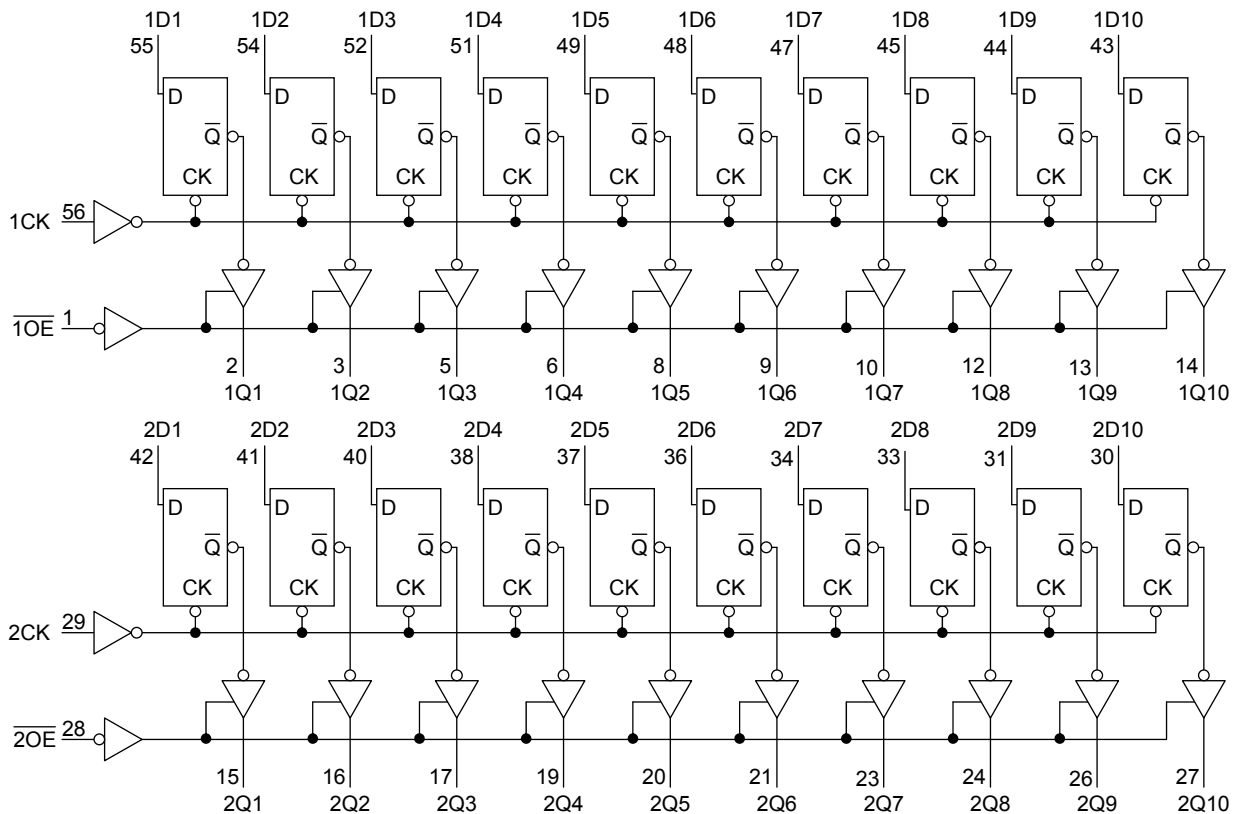 1D1 1D2 1D3 1D4 1D5 1D6 1D7 1D8 1D9 1D10
55 54 52 51 49 48 47 45 44 43
D D D D D D D D D D
Q̅ Q̅ Q̅ Q̅ Q̅ Q̅ Q̅ Q̅ Q̅ Q̅
CK CK CK CK CK CK CK CK CK CK
1CK 56
1̅O̅E̅ 1
2 3 5 6 8 9 10 12 13 14
1Q1 1Q2 1Q3 1Q4 1Q5 1Q6 1Q7 1Q8 1Q9 1Q10
2D1 2D2 2D3 2D4 2D5 2D6 2D7 2D8 2D9 2D10
42 41 40 38 37 36 34 33 31 30
D D D D D D D D D D
Q̅ Q̅ Q̅ Q̅ Q̅ Q̅ Q̅ Q̅ Q̅ Q̅
CK CK CK CK CK CK CK CK CK CK
2CK 29
2̅O̅E̅ 28
15 16 17 19 20 21 23 24 26 27
2Q1 2Q2 2Q3 2Q4 2Q5 2Q6 2Q7 2Q8 2Q9 2Q10